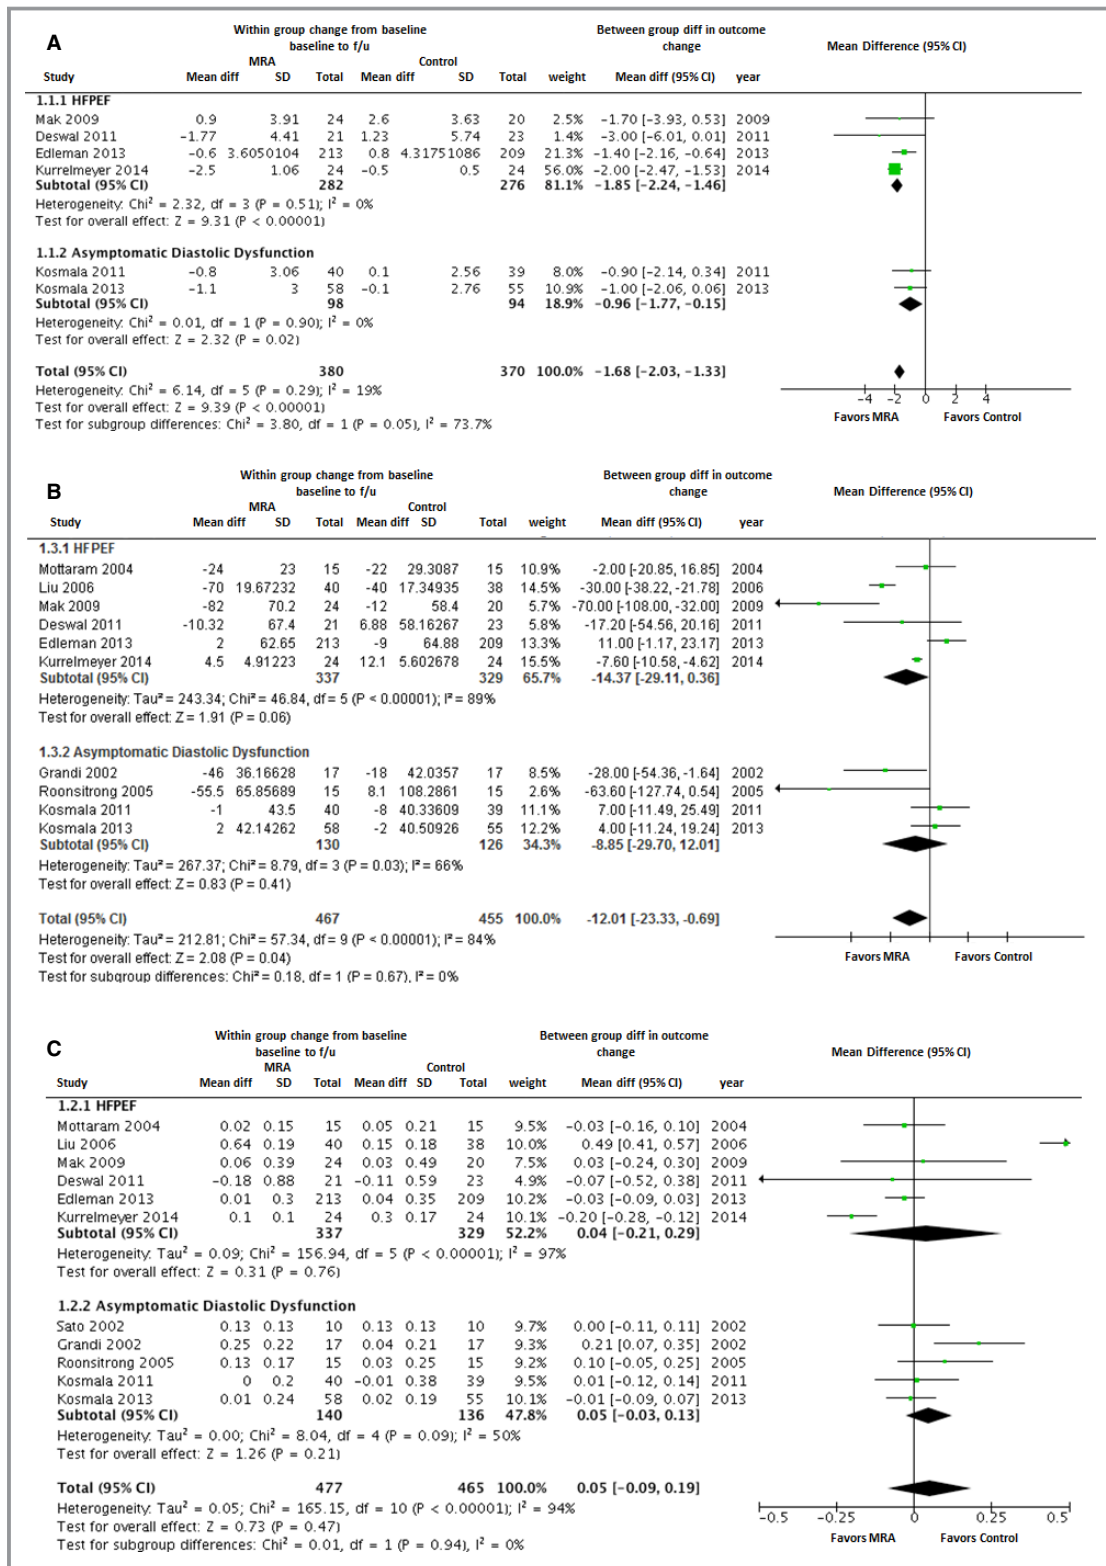 A
Within group change from baseline
baseline to f/u
Between group diff in outcome
change
Mean Difference (95% CI)
MRA Control
Study Mean diff SD Total Mean diff SD Total weight Mean diff (95% CI) year
1.1.1 HFPEF
Mak 2009 0.9 3.91 24 2.6 3.63 20 2.5% −1.70 [−3.93, 0.53] 2009
Deswal 2011 −1.77 4.41 21 1.23 5.74 23 1.4% −3.00 [−6.01, 0.01] 2011
Edleman 2013 −0.6 3.6050104 213 0.8 4.31751086 209 21.3% −1.40 [−2.16, −0.64] 2013
Kurrelmeyer 2014 −2.5 1.06 24 −0.5 0.5 24 56.0% −2.00 [−2.47, −1.53] 2014
Subtotal (95% CI) 282 276 81.1% −1.85 [−2.24, −1.46]
Heterogeneity: Chi² = 2.32, df = 3 (P = 0.51); I² = 0%
Test for overall effect: Z = 9.31 (P < 0.00001)
1.1.2 Asymptomatic Diastolic Dysfunction
Kosmala 2011 −0.8 3.06 40 0.1 2.56 39 8.0% −0.90 [−2.14, 0.34] 2011
Kosmala 2013 −1.1 3 58 −0.1 2.76 55 10.9% −1.00 [−2.06, 0.06] 2013
Subtotal (95% CI) 98 94 18.9% −0.96 [−1.77, −0.15]
Heterogeneity: Chi² = 0.01, df = 1 (P = 0.90); I² = 0%
Test for overall effect: Z = 2.32 (P = 0.02)
Total (95% CI) 380 370 100.0% −1.68 [−2.03, −1.33]
Heterogeneity: Chi² = 6.14, df = 5 (P = 0.29); I² = 19%
Test for overall effect: Z = 9.39 (P < 0.00001)
Test for subgroup differences: Chi² = 3.80, df = 1 (P = 0.05), I² = 73.7%
−4 −2 0 2 4
Favors MRA Favors Control
B
Within group change from baseline
baseline to f/u
Between group diff in outcome
change
Mean Difference (95% CI)
MRA Control
Study Mean diff SD Total Mean diff SD Total weight Mean diff (95% CI) year
1.3.1 HFPEF
Mottaram 2004 -24 23 15 -22 29.3087 15 10.9% -2.00 [-20.85, 16.85] 2004
Liu 2006 -70 19.67232 40 -40 17.34935 38 14.5% -30.00 [-38.22, -21.78] 2006
Mak 2009 -82 70.2 24 -12 58.4 20 5.7% -70.00 [-108.00, -32.00] 2009
Deswal 2011 -10.32 67.4 21 6.88 58.16267 23 5.8% -17.20 [-54.56, 20.16] 2011
Edleman 2013 2 62.65 213 -9 64.88 209 13.3% 11.00 [-1.17, 23.17] 2013
Kurrelmeyer 2014 4.5 4.91223 24 12.1 5.602678 24 15.5% -7.60 [-10.58, -4.62] 2014
Subtotal (95% CI) 337 329 65.7% -14.37 [-29.11, 0.36]
Heterogeneity: Tau² = 243.34; Chi² = 46.84, df = 5 (P < 0.00001); I² = 89%
Test for overall effect: Z = 1.91 (P = 0.06)
1.3.2 Asymptomatic Diastolic Dysfunction
Grandi 2002 -46 36.16628 17 -18 42.0357 17 8.5% -28.00 [-54.36, -1.64] 2002
Roonsitrong 2005 -55.5 65.85689 15 8.1 108.2861 15 2.6% -63.60 [-127.74, 0.54] 2005
Kosmala 2011 -1 43.5 40 -8 40.33609 39 11.1% 7.00 [-11.49, 25.49] 2011
Kosmala 2013 2 42.14262 58 -2 40.50926 55 12.2% 4.00 [-11.24, 19.24] 2013
Subtotal (95% CI) 130 126 34.3% -8.85 [-29.70, 12.01]
Heterogeneity: Tau² = 267.37; Chi² = 8.79, df = 3 (P = 0.03); I² = 66%
Test for overall effect: Z = 0.83 (P = 0.41)
Total (95% CI) 467 455 100.0% -12.01 [-23.33, -0.69]
Heterogeneity: Tau² = 212.81; Chi² = 57.34, df = 9 (P < 0.00001); I² = 84%
Test for overall effect: Z = 2.08 (P = 0.04)
Test for subgroup differences: Chi² = 0.18, df = 1 (P = 0.67), I² = 0%
Favors MRA Favors Control
C
Within group change from baseline
baseline to f/u
Between group diff in outcome
change
Mean Difference (95% CI)
MRA Control
Study Mean diff SD Total Mean diff SD Total weight Mean diff (95% CI) year
1.2.1 HFPEF
Mottaram 2004 0.02 0.15 15 0.05 0.21 15 9.5% −0.03 [−0.16, 0.10] 2004
Liu 2006 0.64 0.19 40 0.15 0.18 38 10.0% 0.49 [0.41, 0.57] 2006
Mak 2009 0.06 0.39 24 0.03 0.49 20 7.5% 0.03 [−0.24, 0.30] 2009
Deswal 2011 −0.18 0.88 21 −0.11 0.59 23 4.9% −0.07 [−0.52, 0.38] 2011
Edleman 2013 0.01 0.3 213 0.04 0.35 209 10.2% −0.03 [−0.09, 0.03] 2013
Kurrelmeyer 2014 0.1 0.1 24 0.3 0.17 24 10.1% −0.20 [−0.28, −0.12] 2014
Subtotal (95% CI) 337 329 52.2% 0.04 [−0.21, 0.29]
Heterogeneity: Tau² = 0.09; Chi² = 156.94, df = 5 (P < 0.00001); I² = 97%
Test for overall effect: Z = 0.31 (P = 0.76)
1.2.2 Asymptomatic Diastolic Dysfunction
Sato 2002 0.13 0.13 10 0.13 0.13 10 9.7% 0.00 [−0.11, 0.11] 2002
Grandi 2002 0.25 0.22 17 0.04 0.21 17 9.3% 0.21 [0.07, 0.35] 2002
Roonsitrong 2005 0.13 0.17 15 0.03 0.25 15 9.2% 0.10 [−0.05, 0.25] 2005
Kosmala 2011 0 0.2 40 −0.01 0.38 39 9.1% 0.01 [−0.12, 0.14] 2011
Kosmala 2013 0.01 0.24 58 0.02 0.19 55 10.1% −0.01 [−0.09, 0.07] 2013
Subtotal (95% CI) 140 136 47.8% 0.05 [−0.03, 0.13]
Heterogeneity: Tau² = 0.00; Chi² = 8.04, df = 4 (P = 0.09); I² = 50%
Test for overall effect: Z = 1.26 (P = 0.21)
Total (95% CI) 477 465 100.0% 0.05 [−0.09, 0.19]
Heterogeneity: Tau² = 0.05; Chi² = 165.15, df = 10 (P < 0.00001); I² = 94%
Test for overall effect: Z = 0.73 (P = 0.47)
Test for subgroup differences: Chi² = 0.01, df = 1 (P = 0.94), I² = 0%
−0.5 −0.25 0 0.25 0.5
Favors MRA Favors Control